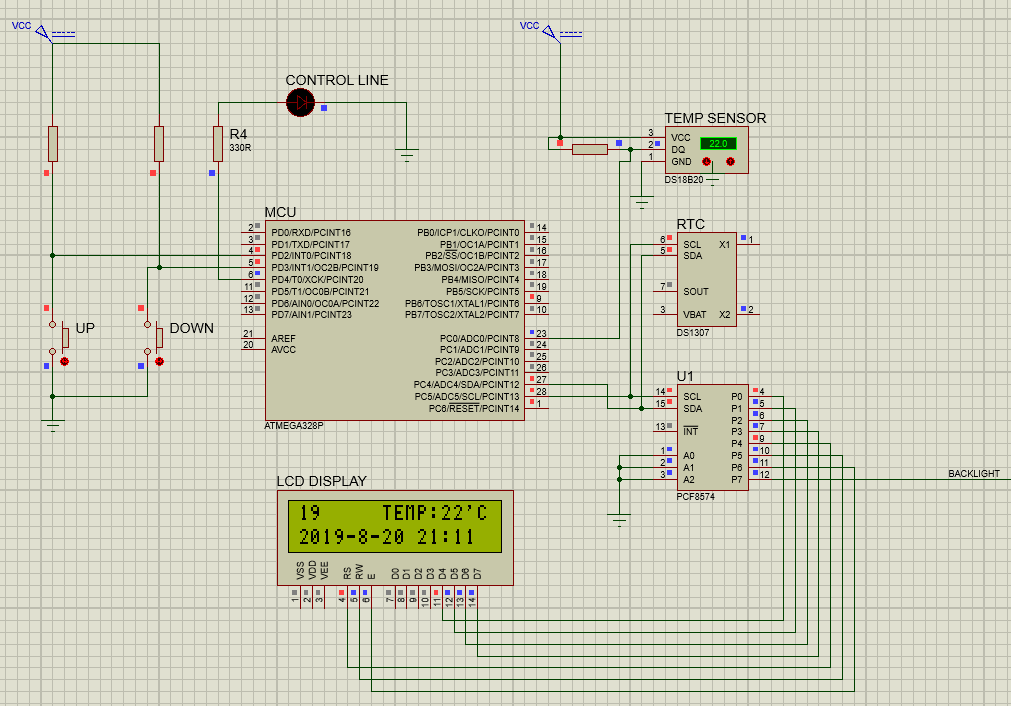 VCC
VCC
CONTROL LINE
R4
330R
TEMP SENSOR
3 VCC
2 DQ
1 GND
22.0
DS18B20
MCU
2 PD0/RXD/PCINT16
3 PD1/TXD/PCINT17
4 PD2/INT0/PCINT18
5 PD3/INT1/OC2B/PCINT19
6 PD4/T0/XCK/PCINT20
11 PD5/T1/OC0B/PCINT21
12 PD6/AIN0/OC0A/PCINT22
13 PD7/AIN1/PCINT23
21 AREF
20 AVCC
PB0/ICP1/CLKO/PCINT0 14
PB1/OC1A/PCINT1 15
PB2/SS/OC1B/PCINT2 16
PB3/MOSI/OC2A/PCINT3 17
PB4/MISO/PCINT4 18
PB5/SCK/PCINT5 19
PB6/TOSC1/XTAL1/PCINT6 9
PB7/TOSC2/XTAL2/PCINT7 10
PC0/ADC0/PCINT8 23
PC1/ADC1/PCINT9 24
PC2/ADC2/PCINT10 25
PC3/ADC3/PCINT11 26
PC4/ADC4/SDA/PCINT12 27
PC5/ADC5/SCL/PCINT13 28
PC6/RESET/PCINT14 1
ATMEGA328P
RTC
6 SCL X1 1
5 SDA
7 SOUT
3 VBAT X2 2
DS1307
UP
DOWN
U1
14 SCL P0 4
15 SDA P1 5
P2 6
13 INT P3 7
P4 9
1 A0 P5 10
2 A1 P6 11
3 A2 P7 12
PCF8574
BACKLIGHT
LCD DISPLAY
19 TEMP:22'C
2019-8-20 21:11
VSS VDD VEE RS RW E D0 D1 D2 D3 D4 D5 D6 D7
1 2 3 4 5 6 7 8 9 10 11 12 13 14